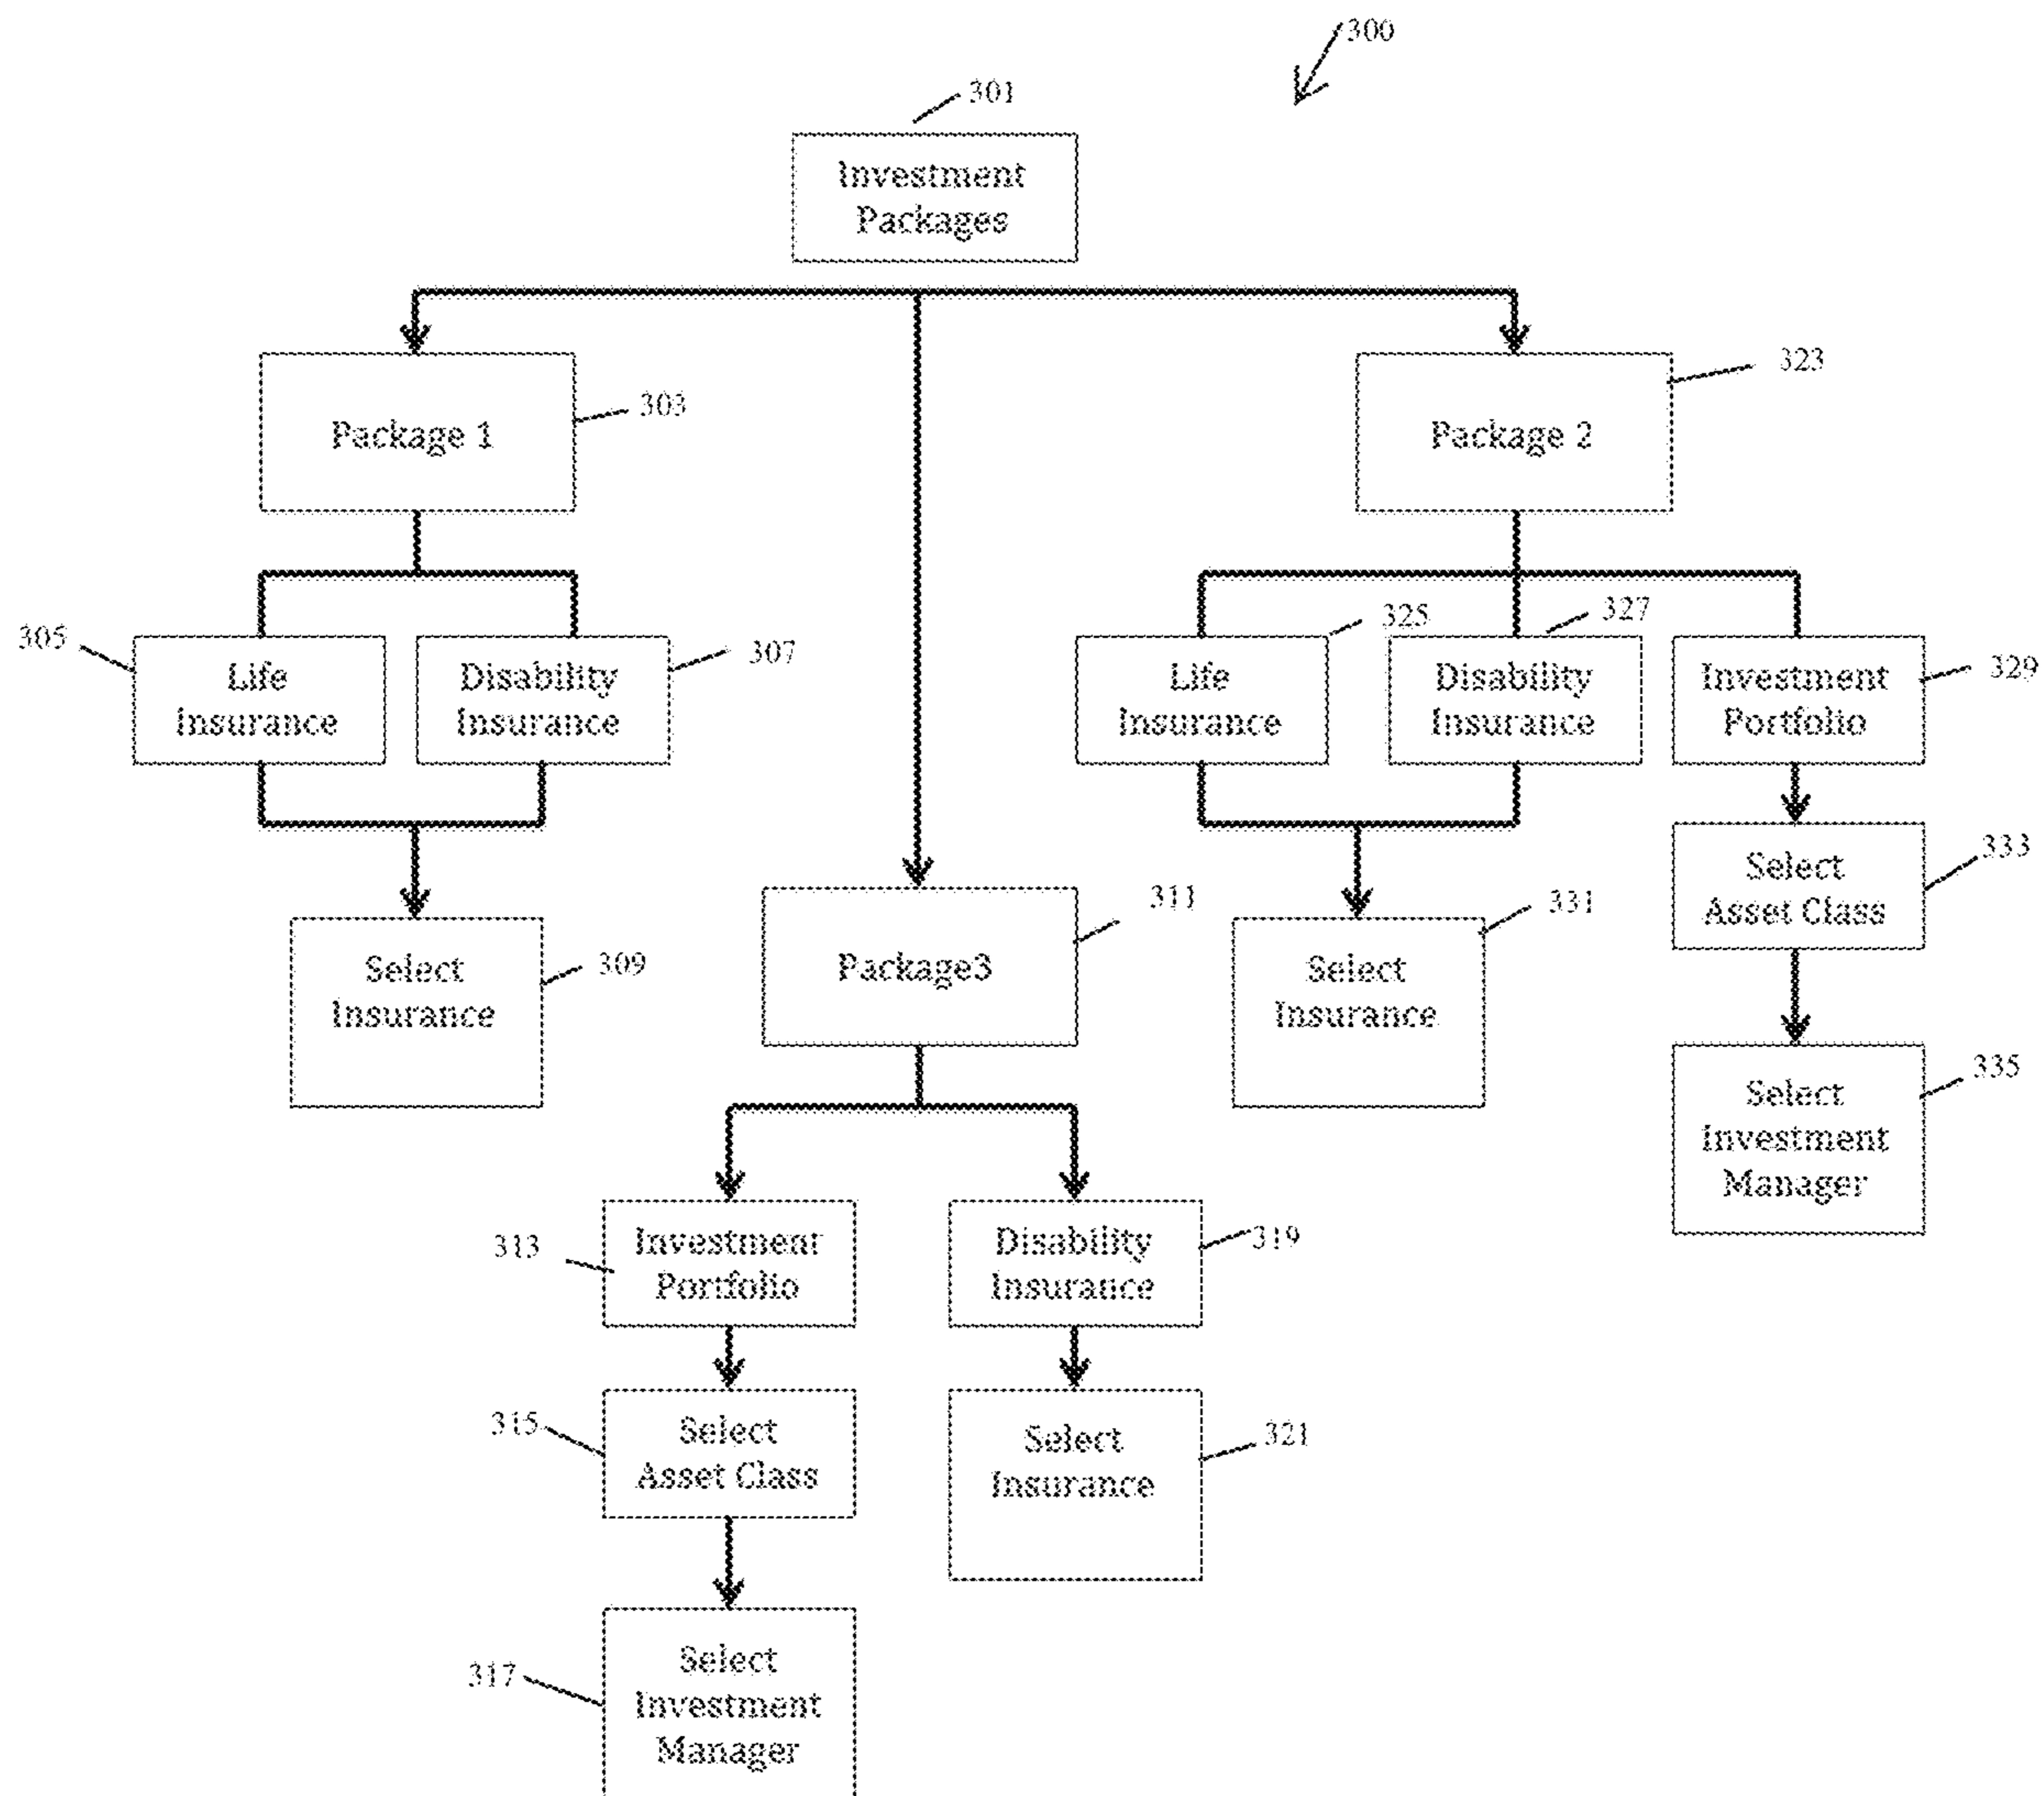 300
301
Investment
Packages
323
303
Package 1
Package 2
305
307
325
327
329
Life
Insurance
Disability
Insurance
Life
Insurance
Disability
Insurance
Investment
Portfolio
333
Select
Asset Class
311
331
309
Select
Insurance
Package3
Select
Insurance
335
Select
Investment
Manager
313
Investment
Portfolio
Disability
Insurance
319
315
Select
Asset Class
Select
Insurance
321
317
Select
Investment
Manager